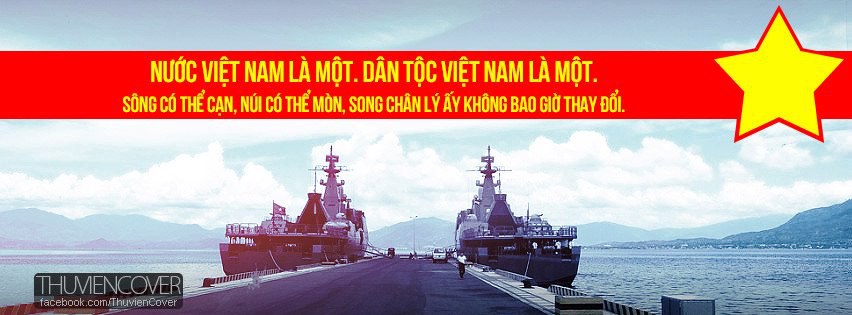 NƯỚC VIỆT NAM LÀ MỘT. DÂN TỘC VIỆT NAM LÀ MỘT.
SÔNG CÓ THỂ CẠN, NÚI CÓ THỂ MÒN, SONG CHÂN LÝ ẤY KHÔNG BAO GIỜ THAY ĐỔI.
THUVIENCOVER
facebook.com/ThuvienCover